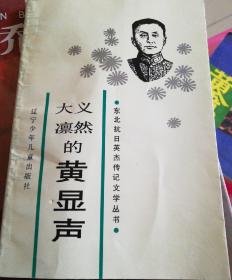 东北抗日英杰传记文学丛书
大义凛然的黄显声
辽宁少年儿童出版社